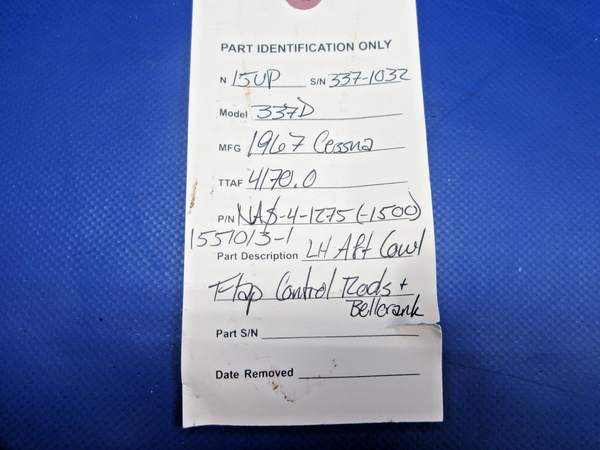 PART IDENTIFICATION ONLY
N 15UP S/N 337-1032
Model 337D
MFG 1967 Cessna
TTAF 4170.0
P/N NAS-4-1275 (-1500)
1551013-1
Part Description LH Aft Cowl
Flap Control Rods +
Bellcrank
Part S/N
Date Removed